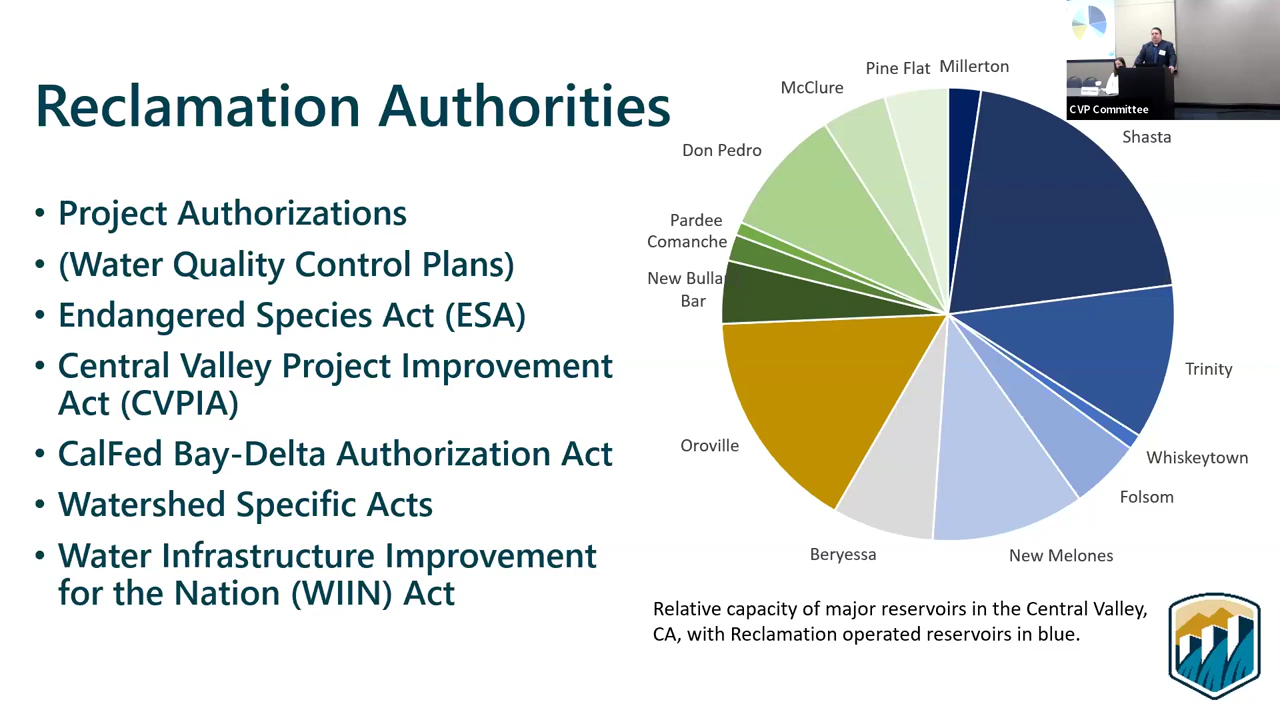 Reclamation Authorities
• Project Authorizations
• (Water Quality Control Plans)
• Endangered Species Act (ESA)
• Central Valley Project Improvement
Act (CVPIA)
• CalFed Bay-Delta Authorization Act
• Watershed Specific Acts
• Water Infrastructure Improvement
for the Nation (WIIN) Act
Pine Flat
Millerton
McClure
Shasta
Don Pedro
Pardee
Comanche
New Bulla
Bar
Trinity
Oroville
Whiskeytown
Folsom
Beryessa
New Melones
Relative capacity of major reservoirs in the Central Valley,
CA, with Reclamation operated reservoirs in blue.
CVP Committee